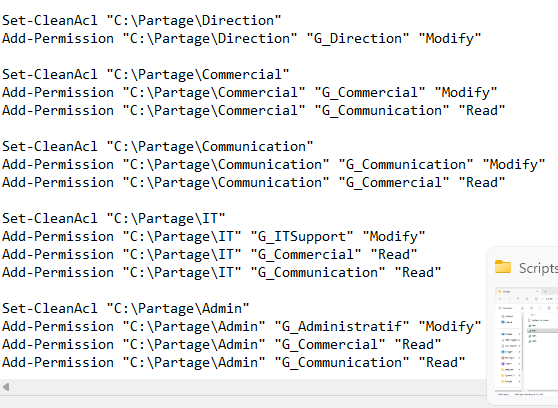 Set-CleanAcl "C:\Partage\Direction"
Add-Permission "C:\Partage\Direction" "G_Direction" "Modify"
Set-CleanAcl "C:\Partage\Commercial"
Add-Permission "C:\Partage\Commercial" "G_Commercial" "Modify"
Add-Permission "C:\Partage\Commercial" "G_Communication" "Read"
Set-CleanAcl "C:\Partage\Communication"
Add-Permission "C:\Partage\Communication" "G_Communication" "Modify"
Add-Permission "C:\Partage\Communication" "G_Commercial" "Read"
Set-CleanAcl "C:\Partage\IT"
Add-Permission "C:\Partage\IT" "G_ITSupport" "Modify"
Add-Permission "C:\Partage\IT" "G_Commercial" "Read"
Add-Permission "C:\Partage\IT" "G_Communication" "Read"
Scripts
Set-CleanAcl "C:\Partage\Admin"
Add-Permission "C:\Partage\Admin" "G_Administratif" "Modify"
Add-Permission "C:\Partage\Admin" "G_Commercial" "Read"
Add-Permission "C:\Partage\Admin" "G_Communication" "Read"